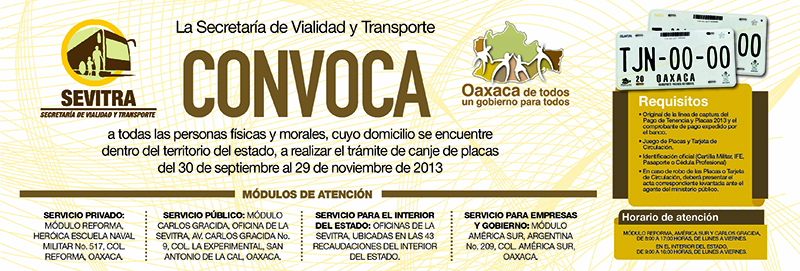 La Secretaría de Vialidad y Transporte
CONVOCA
SEVITRA
SECRETARÍA DE VIALIDAD Y TRANSPORTE
Oaxaca de todos
un gobierno para todos
a todas las personas físicas y morales, cuyo domicilio se encuentre
dentro del territorio del estado, a realizar el trámite de canje de placas
del 30 de septiembre al 29 de noviembre de 2013
MÓDULOS DE ATENCIÓN
SERVICIO PRIVADO:
MÓDULO REFORMA,
HERÓICA ESCUELA NAVAL
MILITAR No. 517, COL.
REFORMA, OAXACA.
SERVICIO PÚBLICO: MÓDULO
CARLOS GRACIDA, OFICINA DE LA
SEVITRA, AV. CARLOS GRACIDA No.
9, COL. LA EXPERIMENTAL, SAN
ANTONIO DE LA CAL, OAXACA.
SERVICIO PARA EL INTERIOR
DEL ESTADO: OFICINAS DE LA
SEVITRA, UBICADAS EN LAS 43
RECAUDACIONES DEL INTERIOR
DEL ESTADO.
SERVICIO PARA EMPRESAS
Y GOBIERNO: MÓDULO
AMÉRICA SUR, ARGENTINA
No. 209, COL. AMÉRICA SUR,
OAXACA.
TJN-00-00
20
OAXACA
Requisitos
• Original de la línea de captura del
Pago de Tenencia y Placas 2013 y el
comprobante de pago expedido por
el banco.
• Juego de Placas y Tarjeta de
Circulación.
• Identificación oficial (Cartilla Militar, IFE,
Pasaporte o Cédula Profesional)
• En caso de robo de las Placas o Tarjeta
de Circulación, deberá presentar el
acta correspondiente levantada ante el
agente del ministerio público.
Horario de atención
MÓDULO REFORMA, AMÉRICA SUR Y CARLOS GRACIDA,
DE 8:00 A 17:00 HORAS, DE LUNES A VIERNES.
EN EL INTERIOR DEL ESTADO,
DE 9:00 A 16:00 HORAS, DE LUNES A VIERNES.